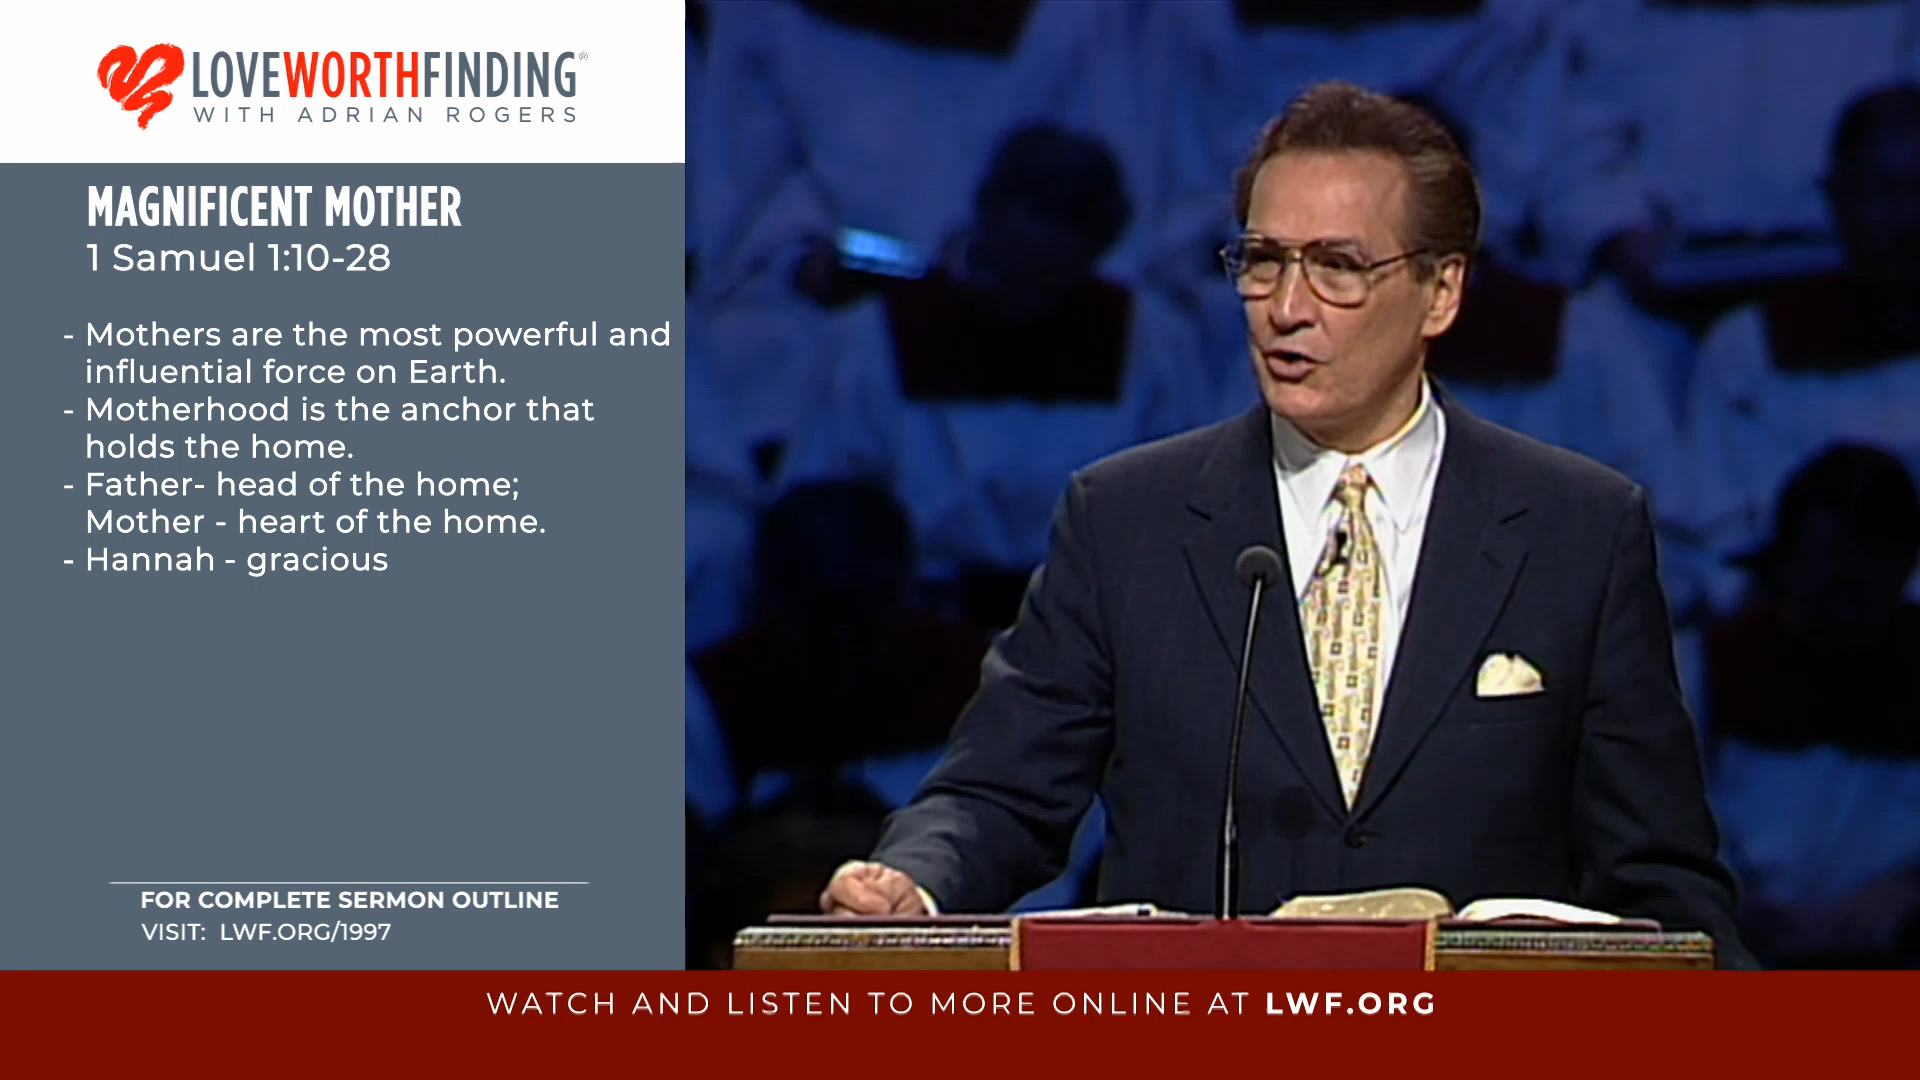 LOVEWORTHFINDING®
WITH ADRIAN ROGERS
MAGNIFICENT MOTHER
1 Samuel 1:10-28
- Mothers are the most powerful and
influential force on Earth.
- Motherhood is the anchor that
holds the home.
- Father- head of the home;
Mother - heart of the home.
- Hannah - gracious
FOR COMPLETE SERMON OUTLINE
VISIT: LWF.ORG/1997
WATCH AND LISTEN TO MORE ONLINE AT LWF.ORG